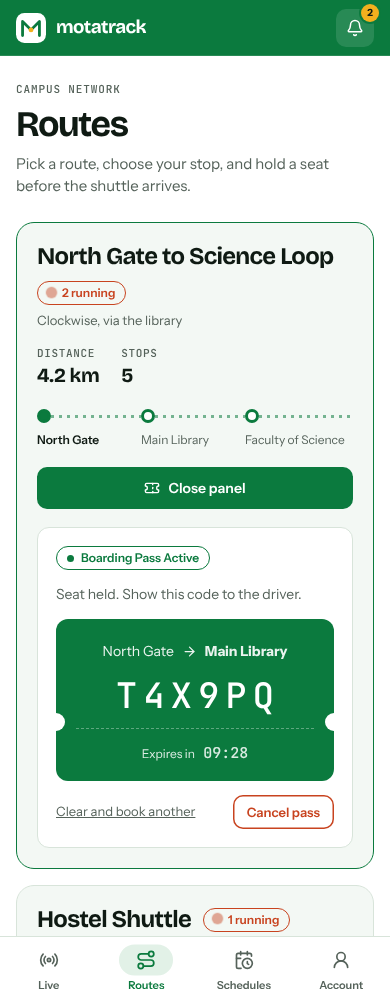 motatrack
2
CAMPUS NETWORK
Routes
Pick a route, choose your stop, and hold a seat
before the shuttle arrives.
North Gate to Science Loop
2 running
Clockwise, via the library
DISTANCE STOPS
4.2 km 5
North Gate Main Library Faculty of Science
Close panel
Boarding Pass Active
Seat held. Show this code to the driver.
North Gate → Main Library
T4X9PQ
Expires in 09:28
Clear and book another Cancel pass
Hostel Shuttle 1 running
Live Routes Schedules Account